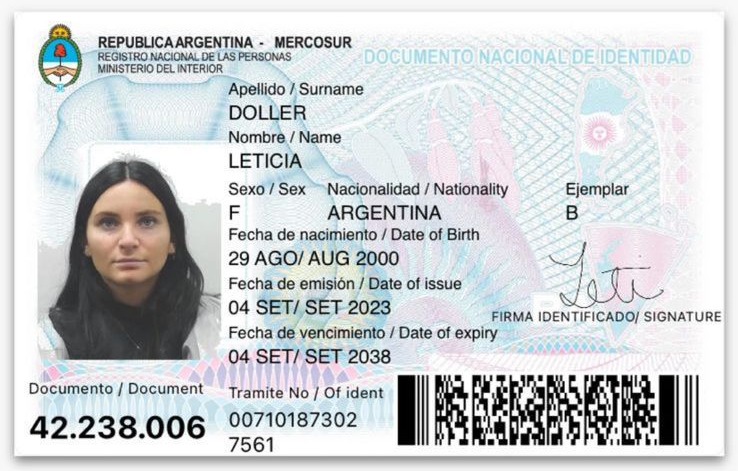 REPUBLICA ARGENTINA - MERCOSUR
REGISTRO NACIONAL DE LAS PERSONAS
MINISTERIO DEL INTERIOR
DOCUMENTO NACIONAL DE IDENTIDAD
Apellido / Surname
DOLLER
Nombre / Name
LETICIA
Sexo / Sex Nacionalidad / Nationality Ejemplar
F ARGENTINA B
Fecha de nacimiento / Date of Birth
29 AGO/ AUG 2000
Fecha de emisión / Date of issue
04 SET/ SET 2023
Fecha de vencimiento / Date of expiry
04 SET/ SET 2038
Leti
FIRMA IDENTIFICADO/ SIGNATURE
Documento / Document
42.238.006
Tramite No / Of ident
00710187302
7561